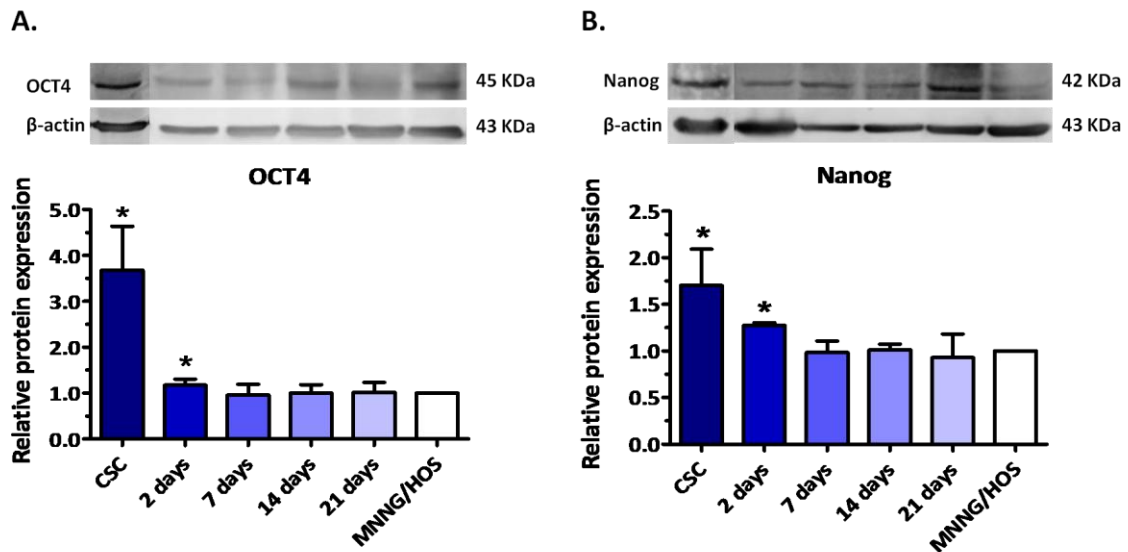 A.
OCT4
45 KDa
β-actin
43 KDa
OCT4
Relative protein expression
5.0
4.0
3.0
2.0
1.0
0.0
*
*
CSC
2 days
7 days
14 days
21 days
MNNG/HOS
B.
Nanog
42 KDa
β-actin
43 KDa
Nanog
Relative protein expression
2.5
2.0
1.5
1.0
0.5
0.0
*
*
CSC
2 days
7 days
14 days
21 days
MNNG/HOS